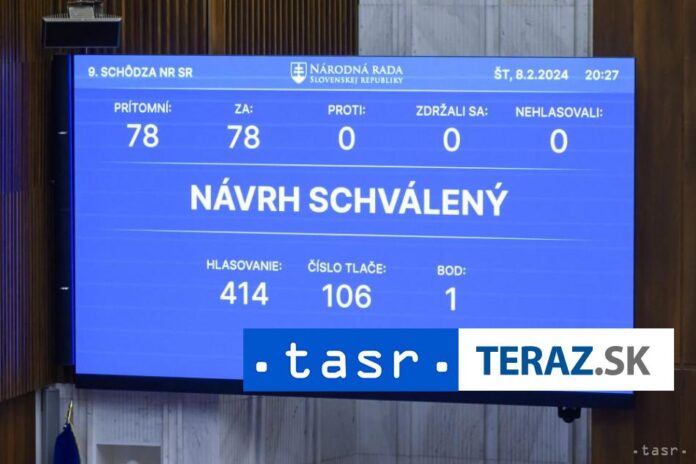 9. SCHÔDZA NR SR NÁRODNÁ RADA ŠT, 8.2.2024 20:27
SLOVENSKEJ REPUBLIKY
PRÍTOMNÍ: ZA: PROTI: ZDRŽALI SA: NEHLASOVALI:
78 78 0 0 0
NÁVRH SCHVÁLENÝ
HLASOVANIE: ČÍSLO TLAČE: BOD:
414 106 1
.tasr. TERAZ.SK
.tasr.